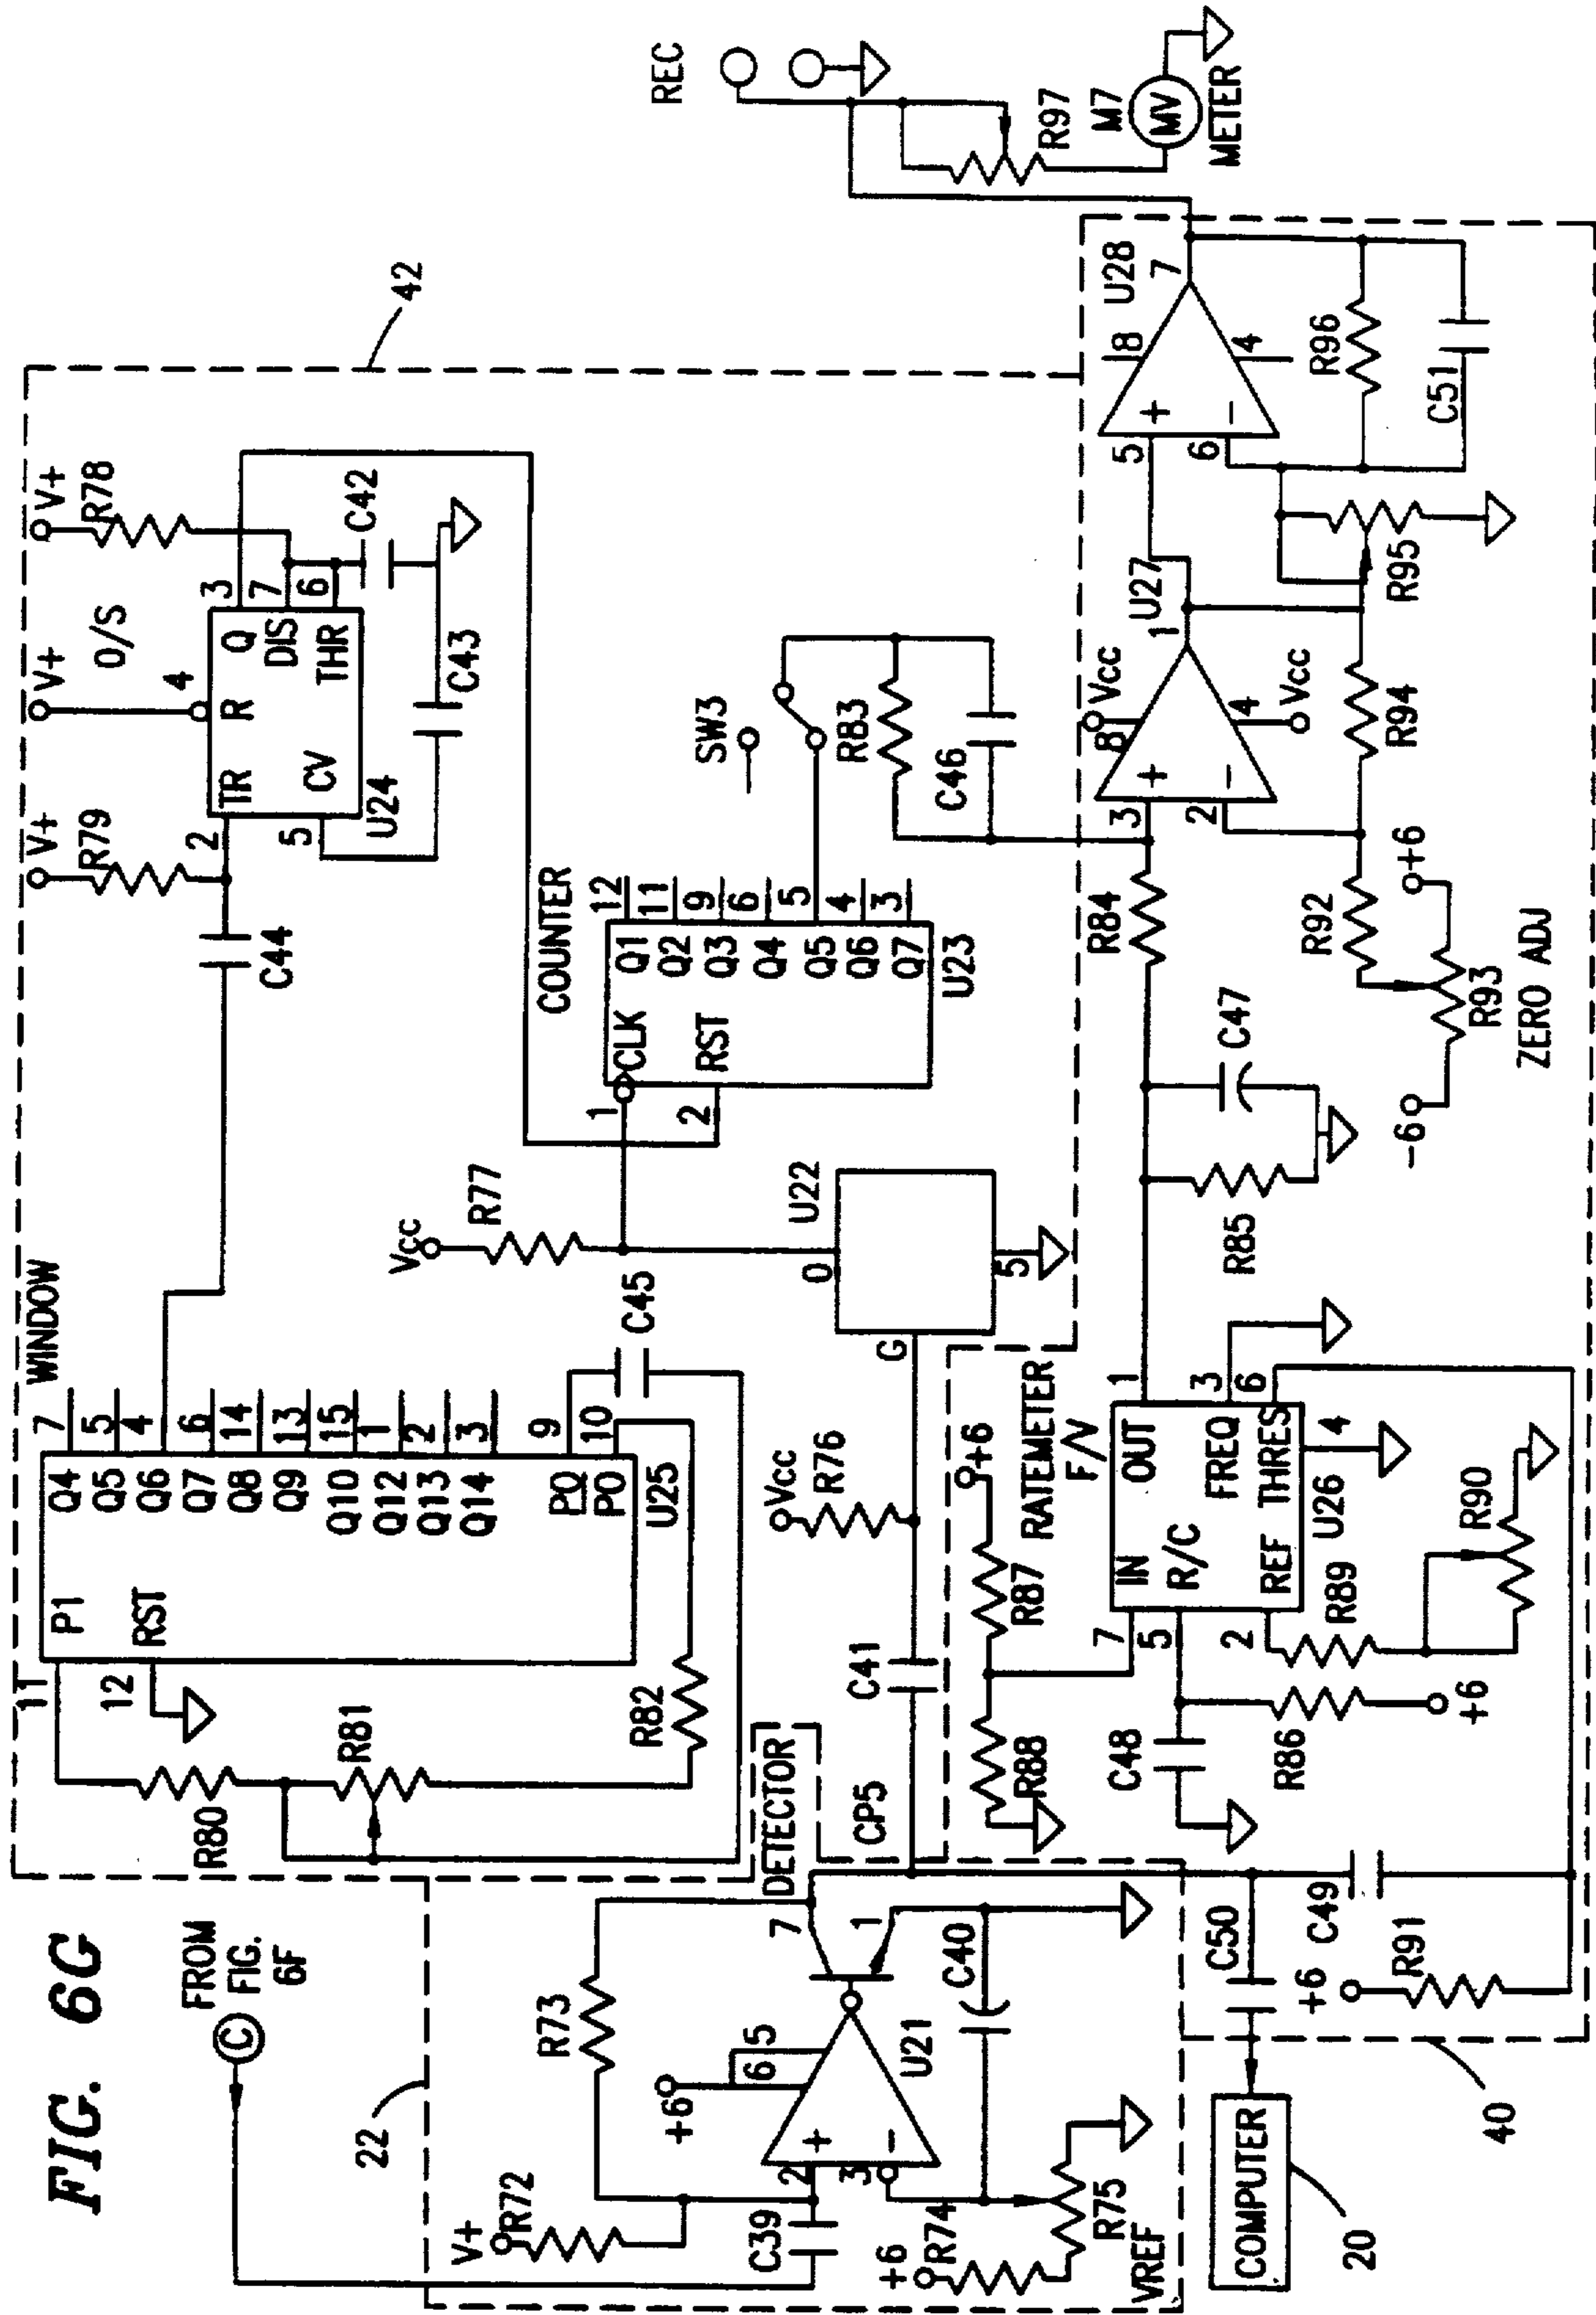 FIG. 6G
FROM
FIG.
6F
C
22
V+
R72
C39
R73
+6
6
5
2
+
3
−
U21
7
1
C40
+6
R74
R75
VREF
DETECTOR
CP5
COMPUTER
20
C50
C49
+6
R91
40
WINDOW
11
P1
12
RST
Q4
7
Q5
5
Q6
4
Q7
6
Q8
14
Q9
13
Q10
15
Q12
1
Q13
2
Q14
3
PO
9
PO
10
U25
R80
R81
R82
C45
C44
V+
R79
V+
O/S
V+
R78
2
TR
4
R
Q
3
DIS
7
THR
6
5
CV
U24
C42
C43
42
Vcc
R77
COUNTER
1
CLK
2
RST
Q1
12
Q2
11
Q3
9
Q4
6
Q5
5
Q6
4
Q7
3
U23
SW3
R83
C46
C41
Vcc
R76
G
O
U22
5
R88
R87
+6
RATEMETER
F/V
7
IN
5
R/C
2
REF
OUT
1
FREQ
3
THRES
6
4
U26
C48
R86
+6
R89
R90
R85
C47
R84
3
+
2
−
8
Vcc
4
Vcc
1
U27
R92
R94
-6
+6
R93
ZERO ADJ
5
+
6
−
8
4
7
U28
R95
R96
C51
REC
R97
M7
MV
METER